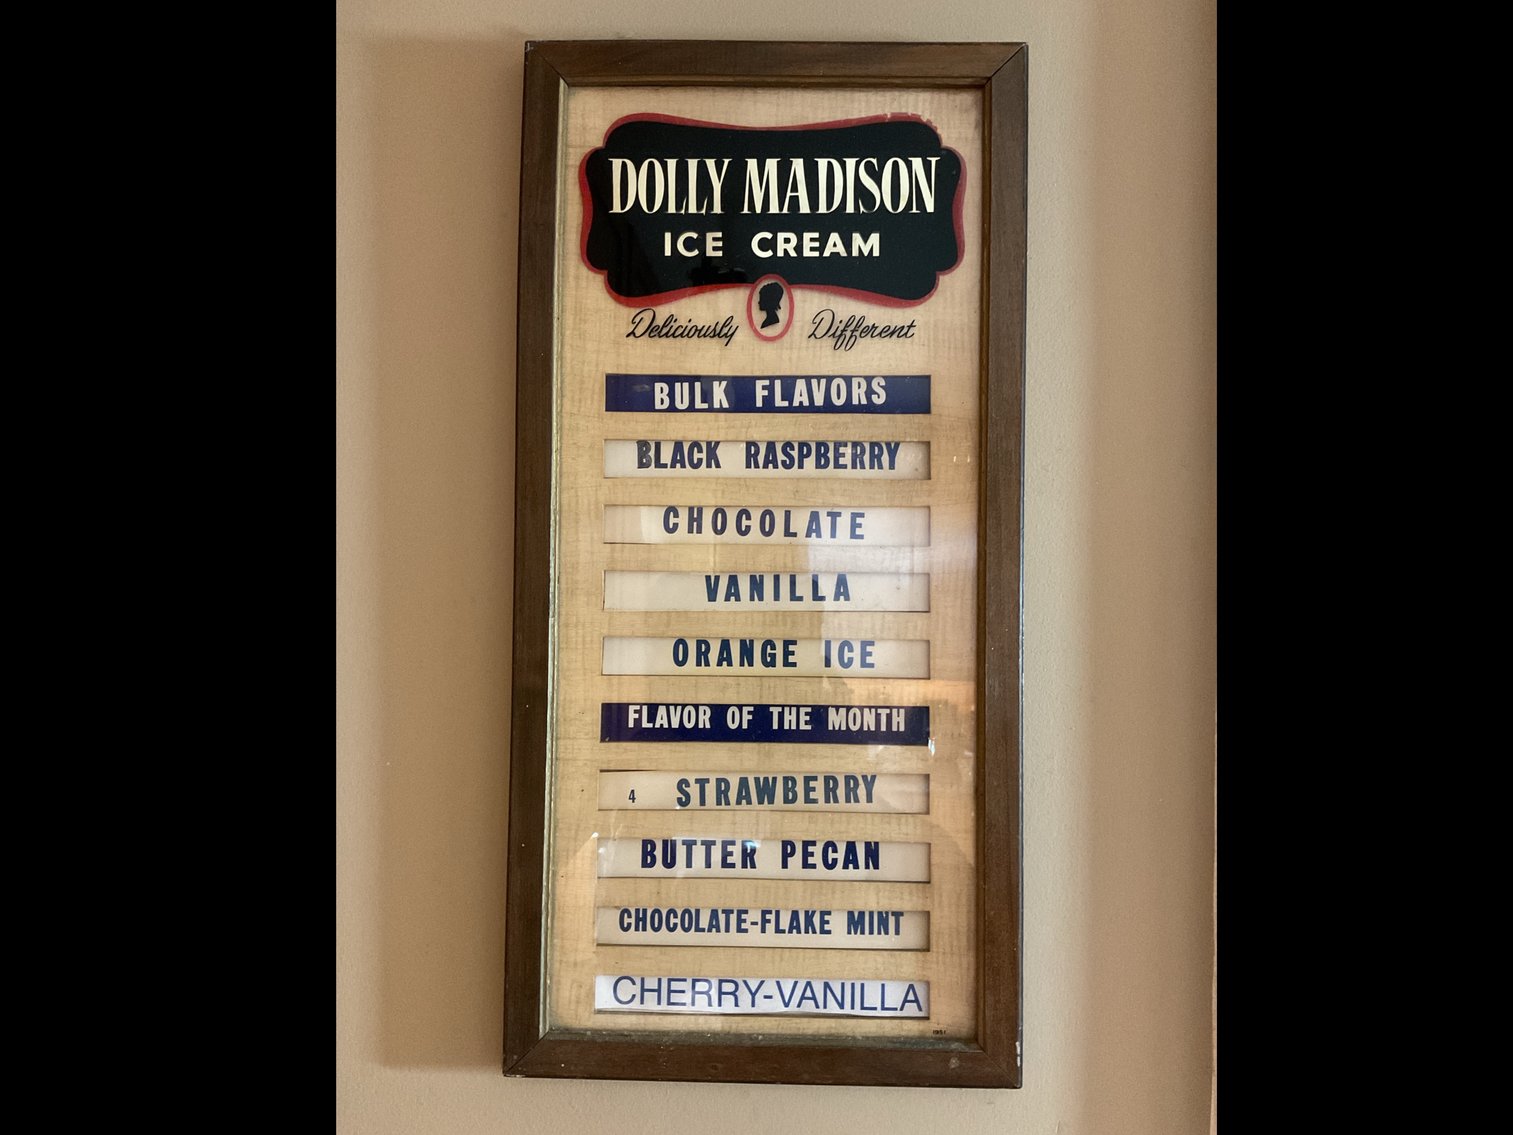 DOLLY MADISON
ICE CREAM
Deliciously Different
BULK FLAVORS
BLACK RASPBERRY
CHOCOLATE
VANILLA
ORANGE ICE
FLAVOR OF THE MONTH
4 STRAWBERRY
BUTTER PECAN
CHOCOLATE-FLAKE MINT
CHERRY-VANILLA